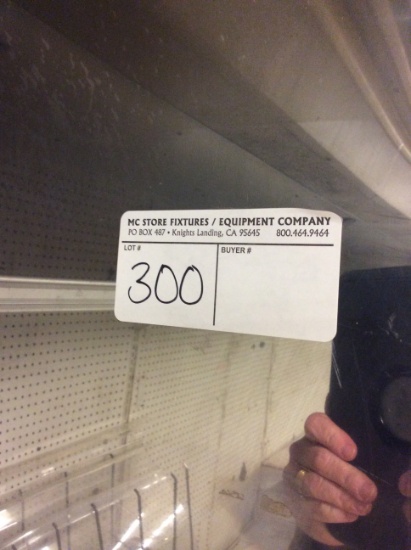 MC STORE FIXTURES / EQUIPMENT COMPANY
PO BOX 487 • Knights Landing, CA 95645 800.464.9464
LOT # BUYER #
300